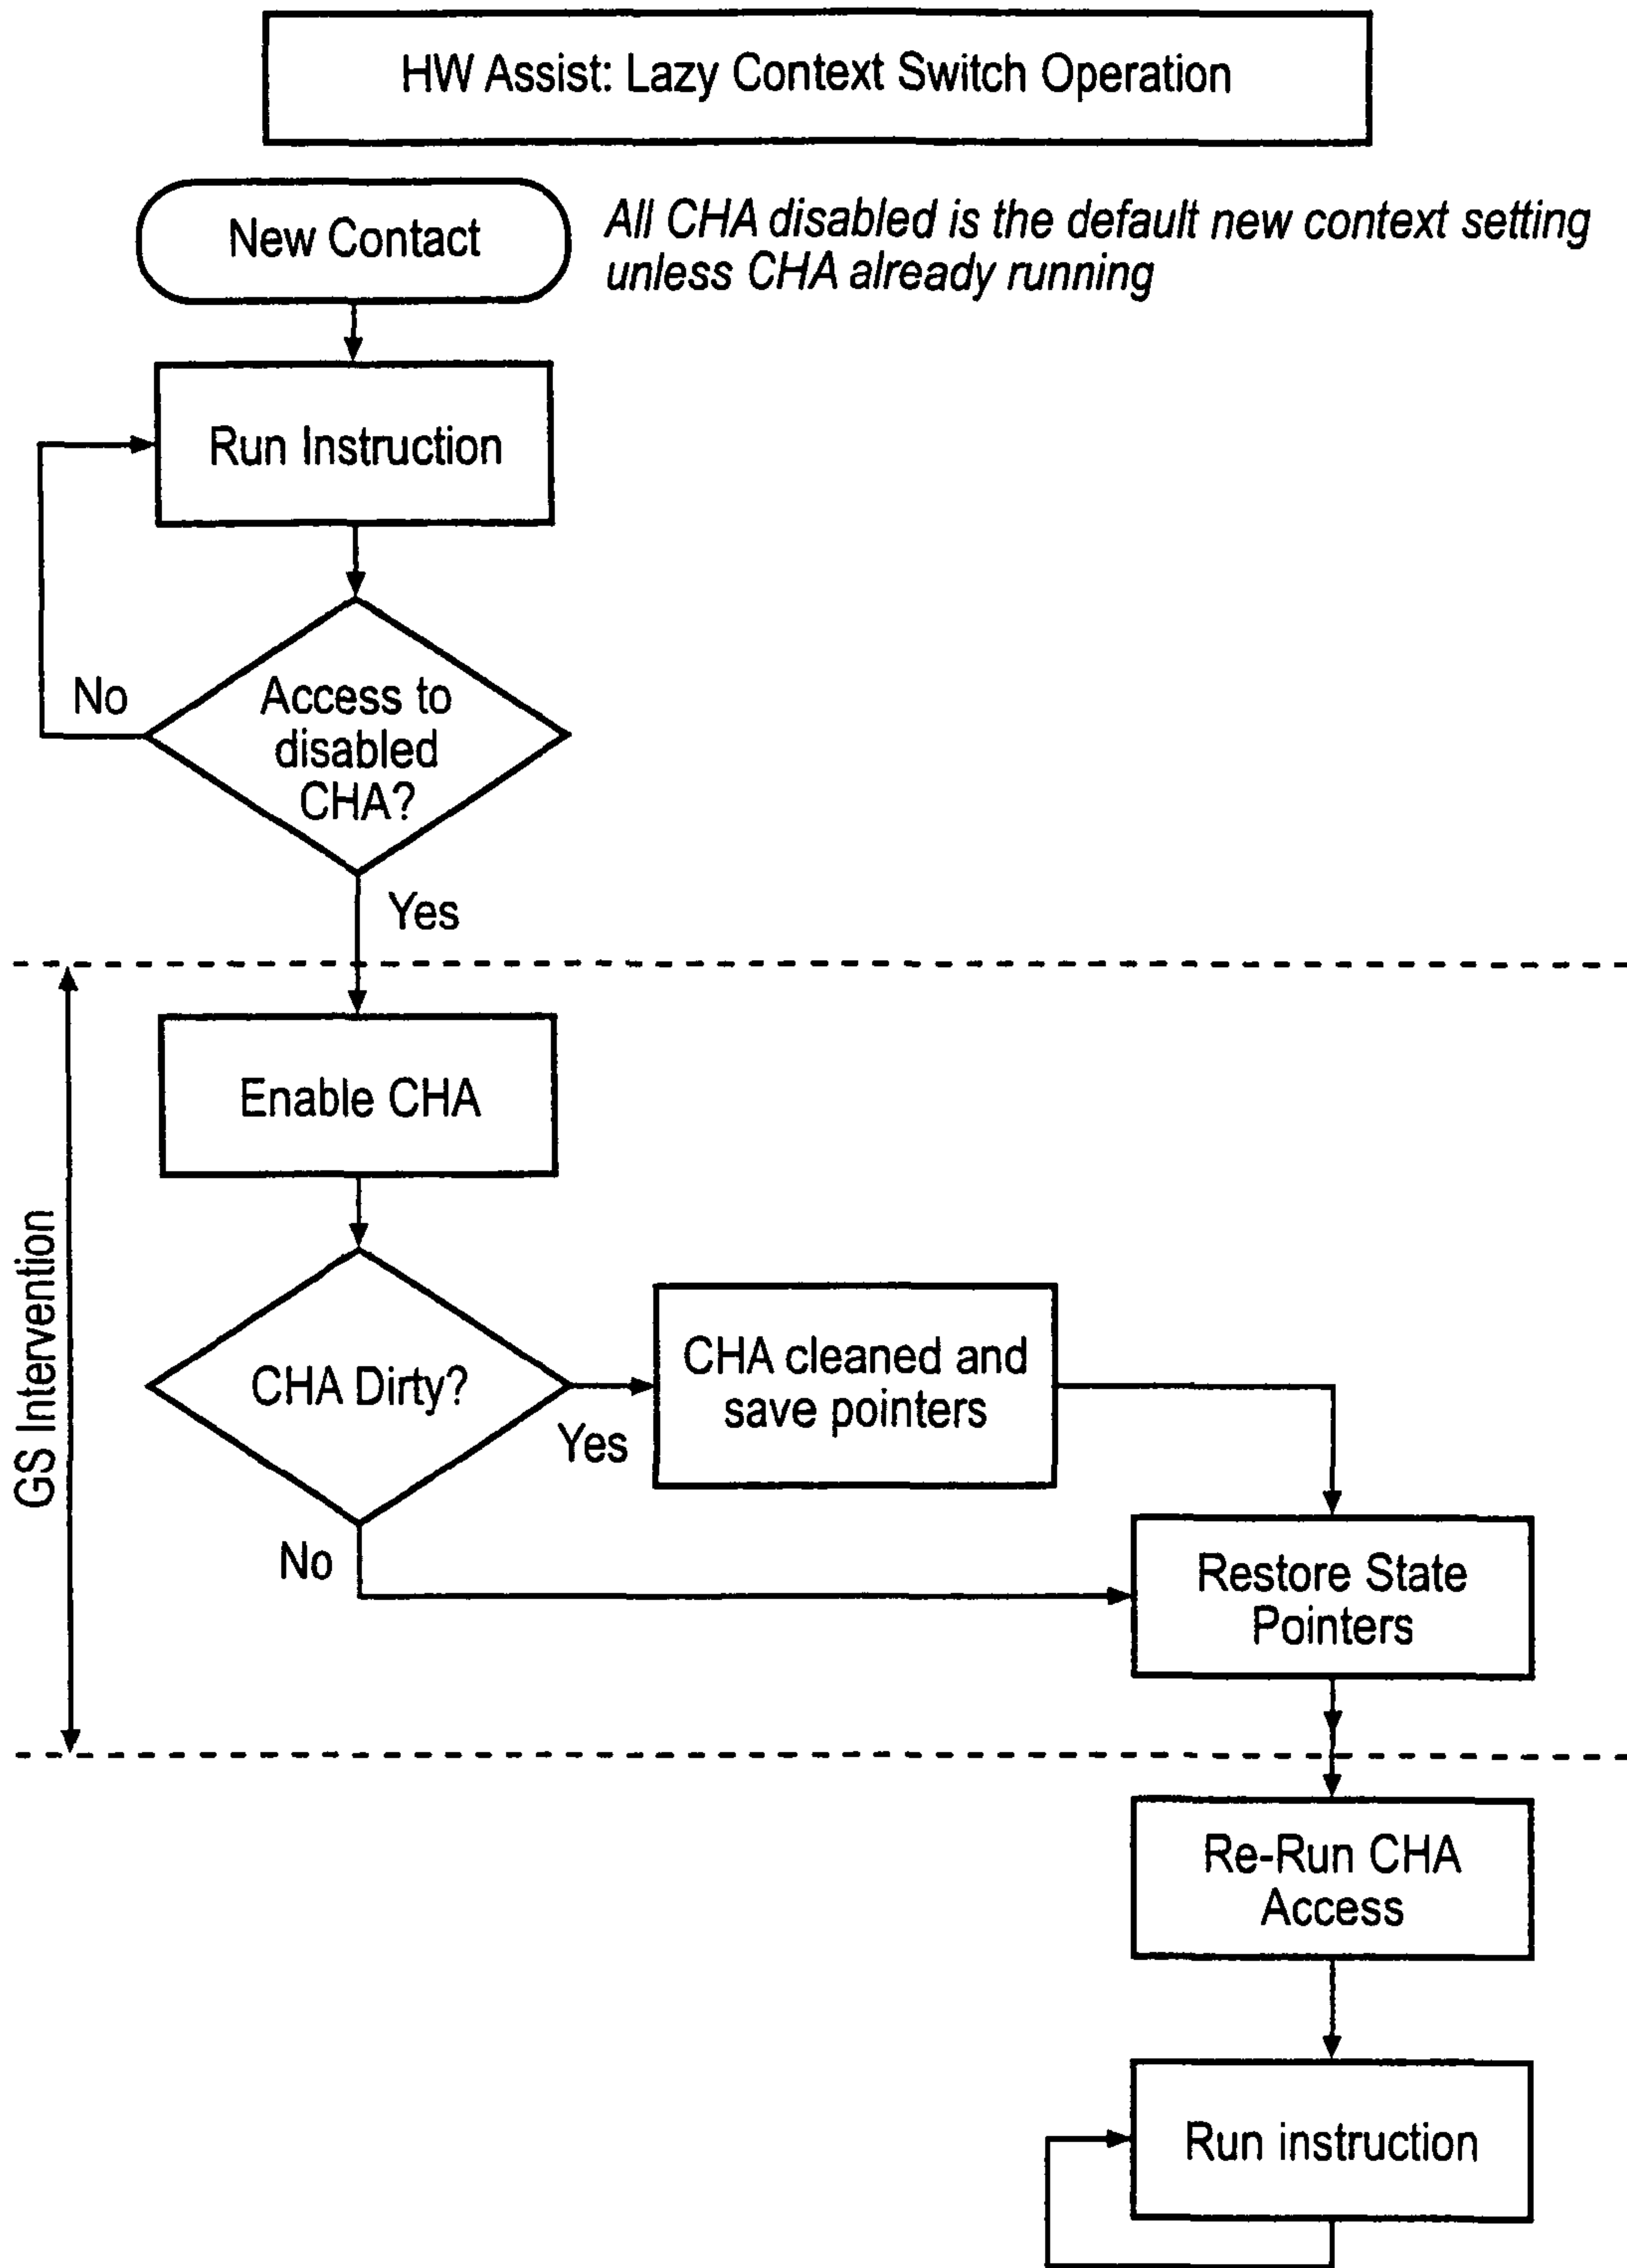 HW Assist: Lazy Context Switch Operation
New Contact
All CHA disabled is the default new context setting
unless CHA already running
Run Instruction
Access to
disabled
CHA?
No
Yes
GS Intervention
Enable CHA
CHA Dirty?
Yes
No
CHA cleaned and
save pointers
Restore State
Pointers
Re-Run CHA
Access
Run instruction